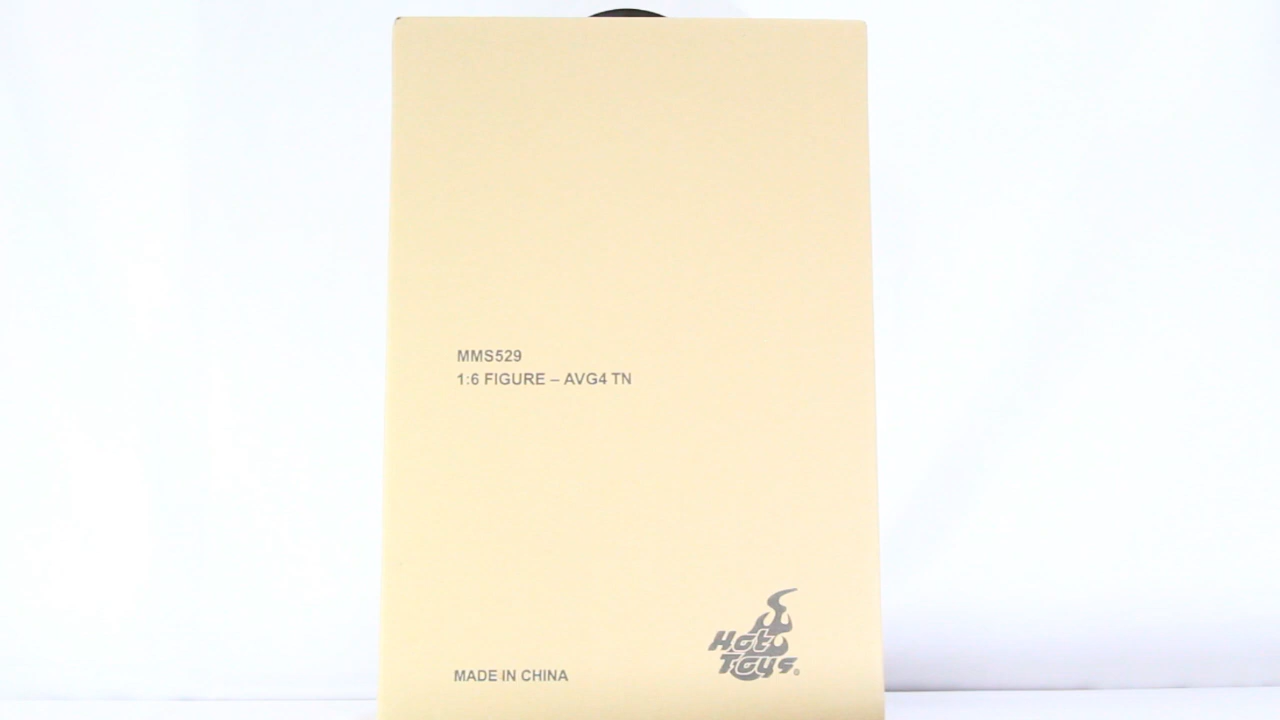 MMS529
1:6 FIGURE – AVG4 TN
MADE IN CHINA
Hot
Toys®